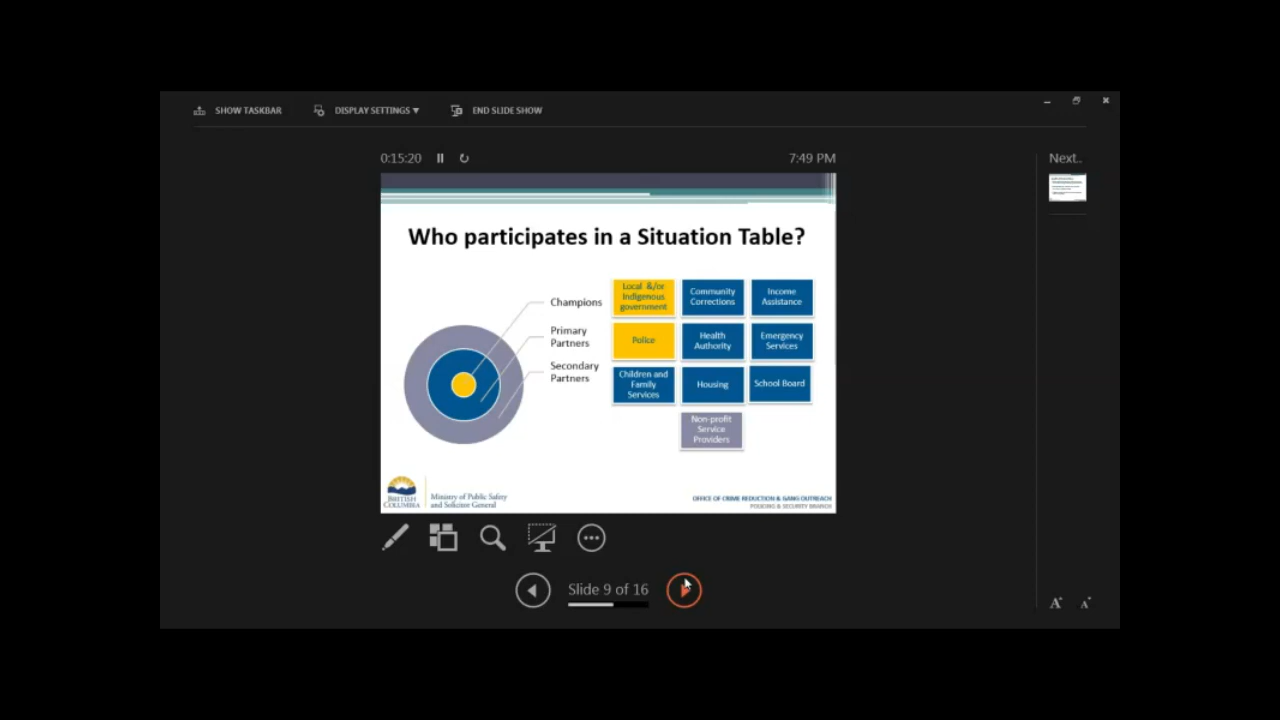 SHOW TASKBAR
DISPLAY SETTINGS ▼
END SLIDE SHOW
0:15:20
7:49 PM
Next..
Who participates in a Situation Table?
Champions
Primary
Partners
Secondary
Partners
Local &/or
Indigenous
government
Community
Corrections
Income
Assistance
Police
Health
Authority
Emergency
Services
Children and
Family
Services
Housing
School Board
Non-profit
Service
Providers
BRITISH
COLUMBIA
Ministry of Public Safety
and Solicitor General
OFFICE OF CRIME REDUCTION & GANG OUTREACH
POLICING & SECURITY BRANCH
Slide 9 of 16
A A